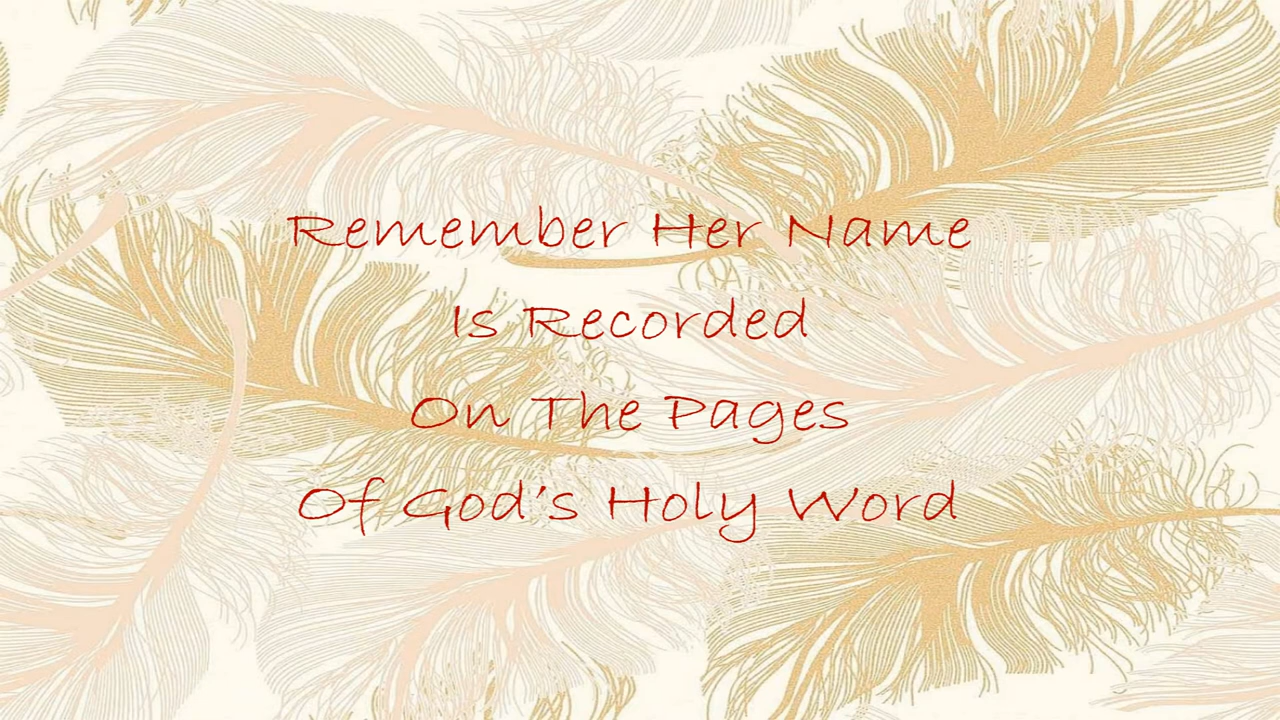 Remember Her Name
Is Recorded
On The Pages
Of God's Holy Word